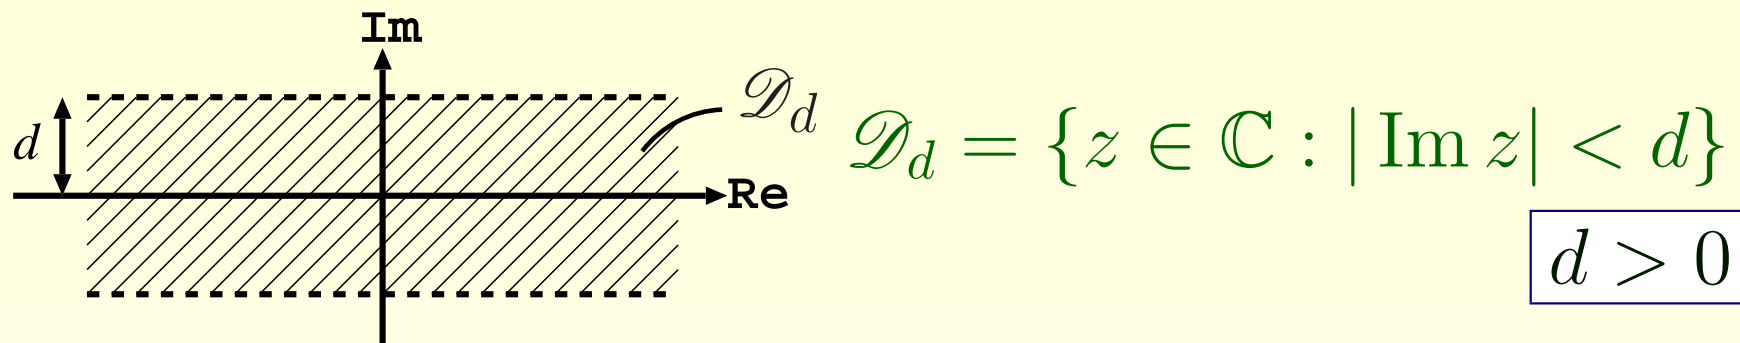 Im
𝒟_d
d
𝒟_d = {z ∈ ℂ : | Im z| < d}
Re
d > 0